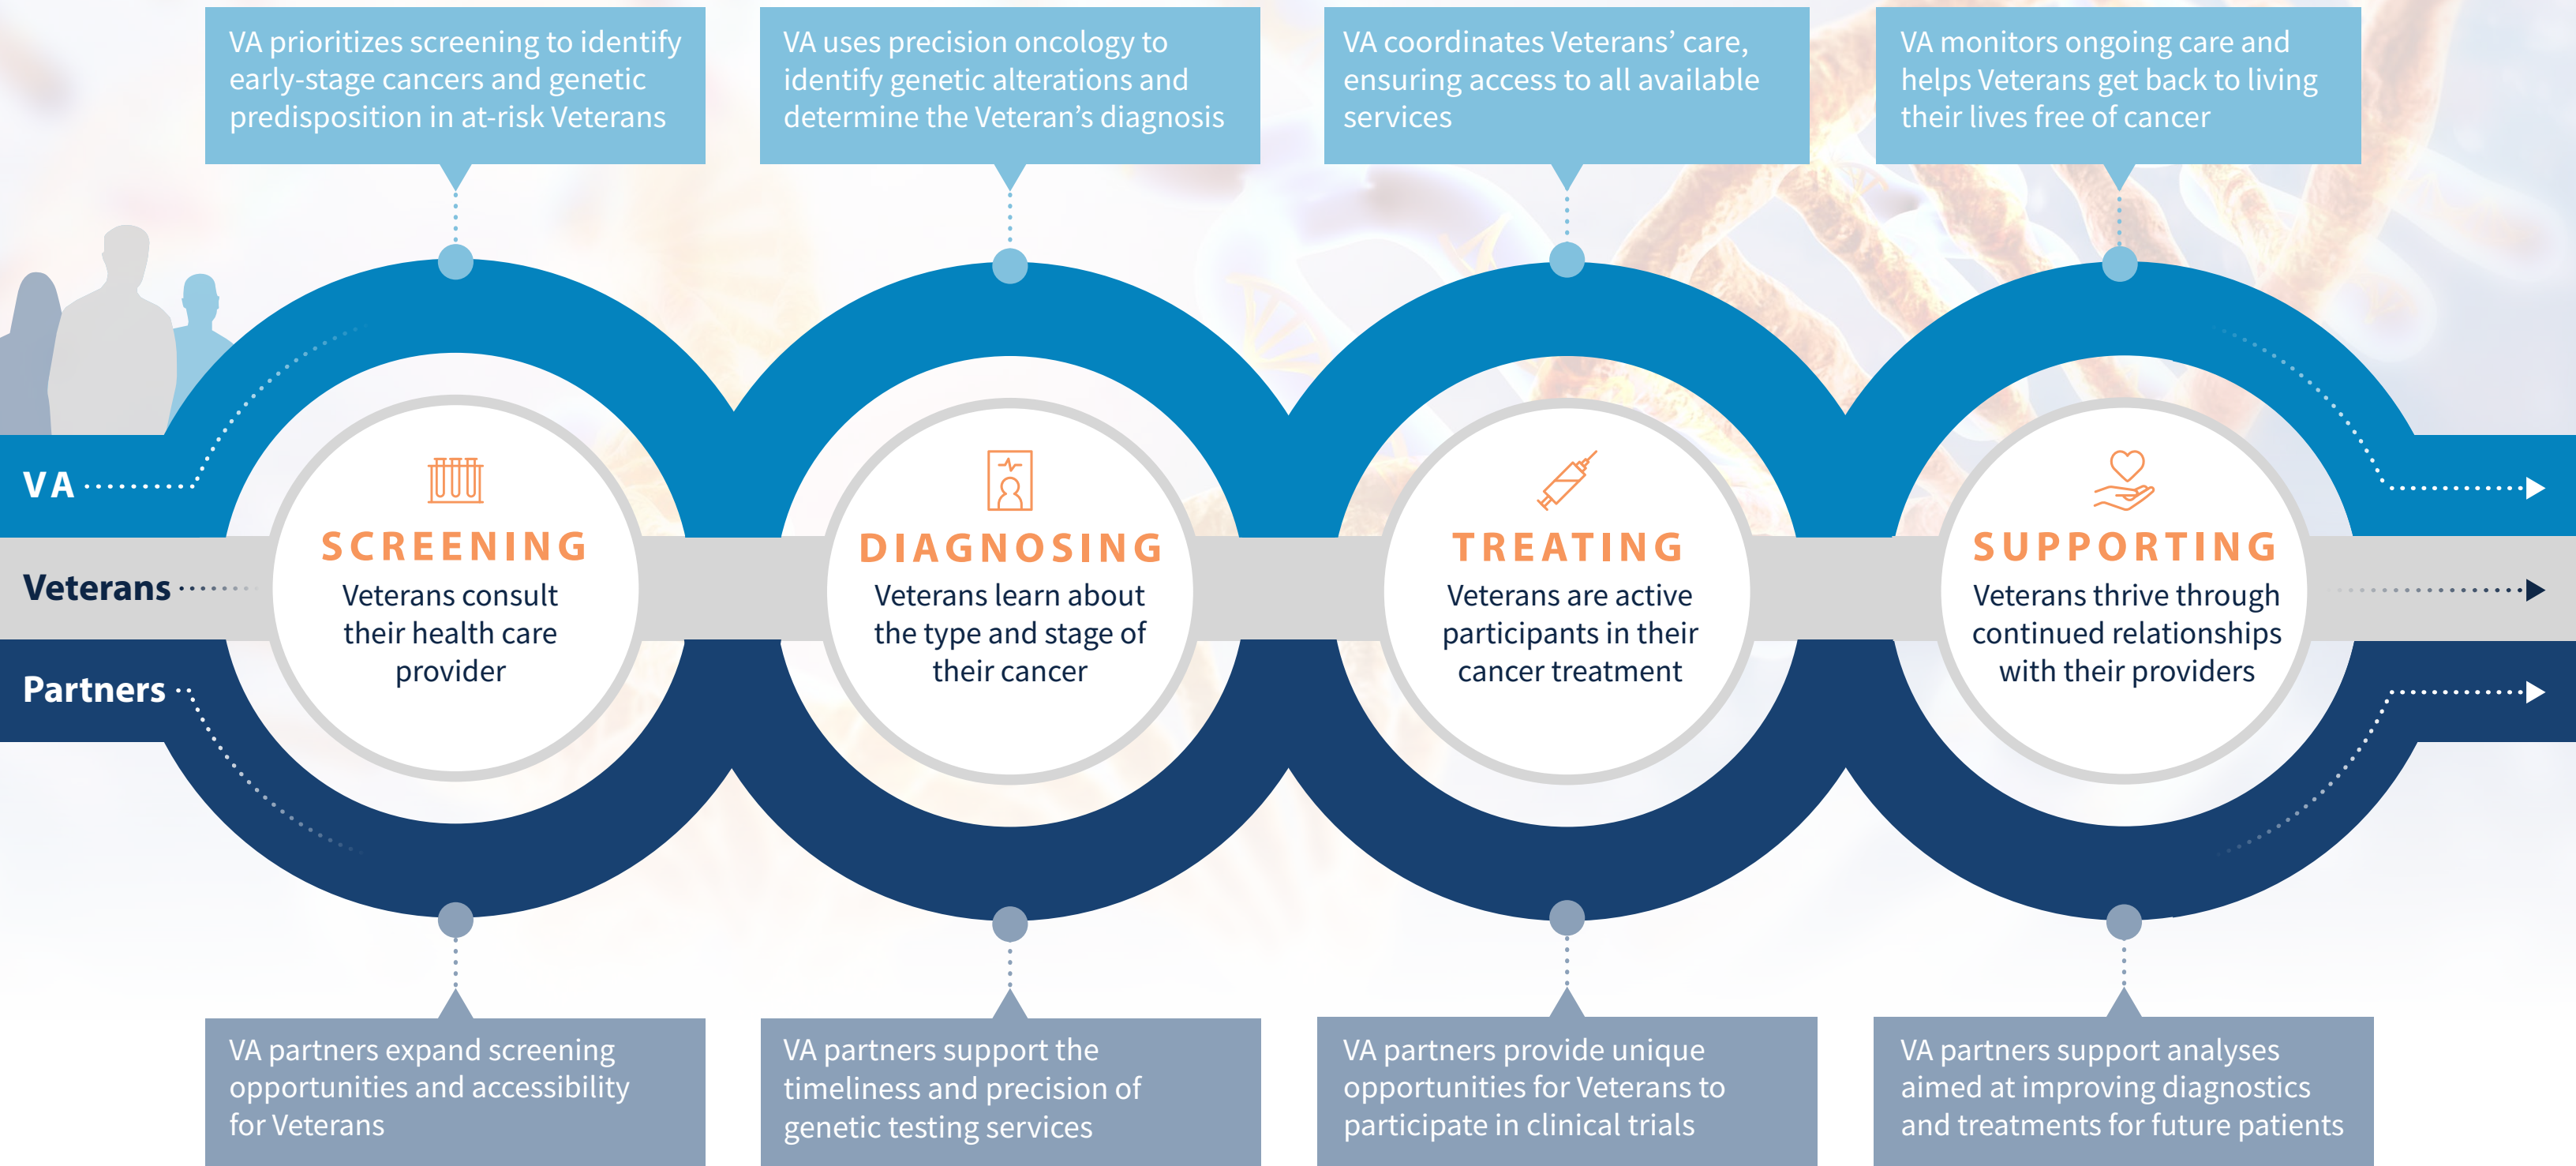 VA prioritizes screening to identify
early-stage cancers and genetic
predisposition in at-risk Veterans
VA uses precision oncology to
identify genetic alterations and
determine the Veteran’s diagnosis
VA coordinates Veterans’ care,
ensuring access to all available
services
VA monitors ongoing care and
helps Veterans get back to living
their lives free of cancer
VA
Veterans
Partners
SCREENING
Veterans consult
their health care
provider
DIAGNOSING
Veterans learn about
the type and stage of
their cancer
TREATING
Veterans are active
participants in their
cancer treatment
SUPPORTING
Veterans thrive through
continued relationships
with their providers
VA partners expand screening
opportunities and accessibility
for Veterans
VA partners support the
timeliness and precision of
genetic testing services
VA partners provide unique
opportunities for Veterans to
participate in clinical trials
VA partners support analyses
aimed at improving diagnostics
and treatments for future patients